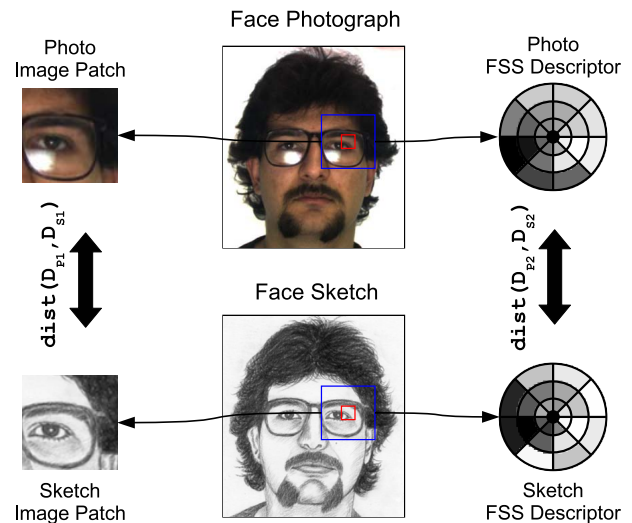 Face Photograph
Photo
Image Patch
Photo
FSS Descriptor
dist(D_P1,D_S1)
dist(D_P2,D_S2)
Face Sketch
Sketch
Image Patch
Sketch
FSS Descriptor